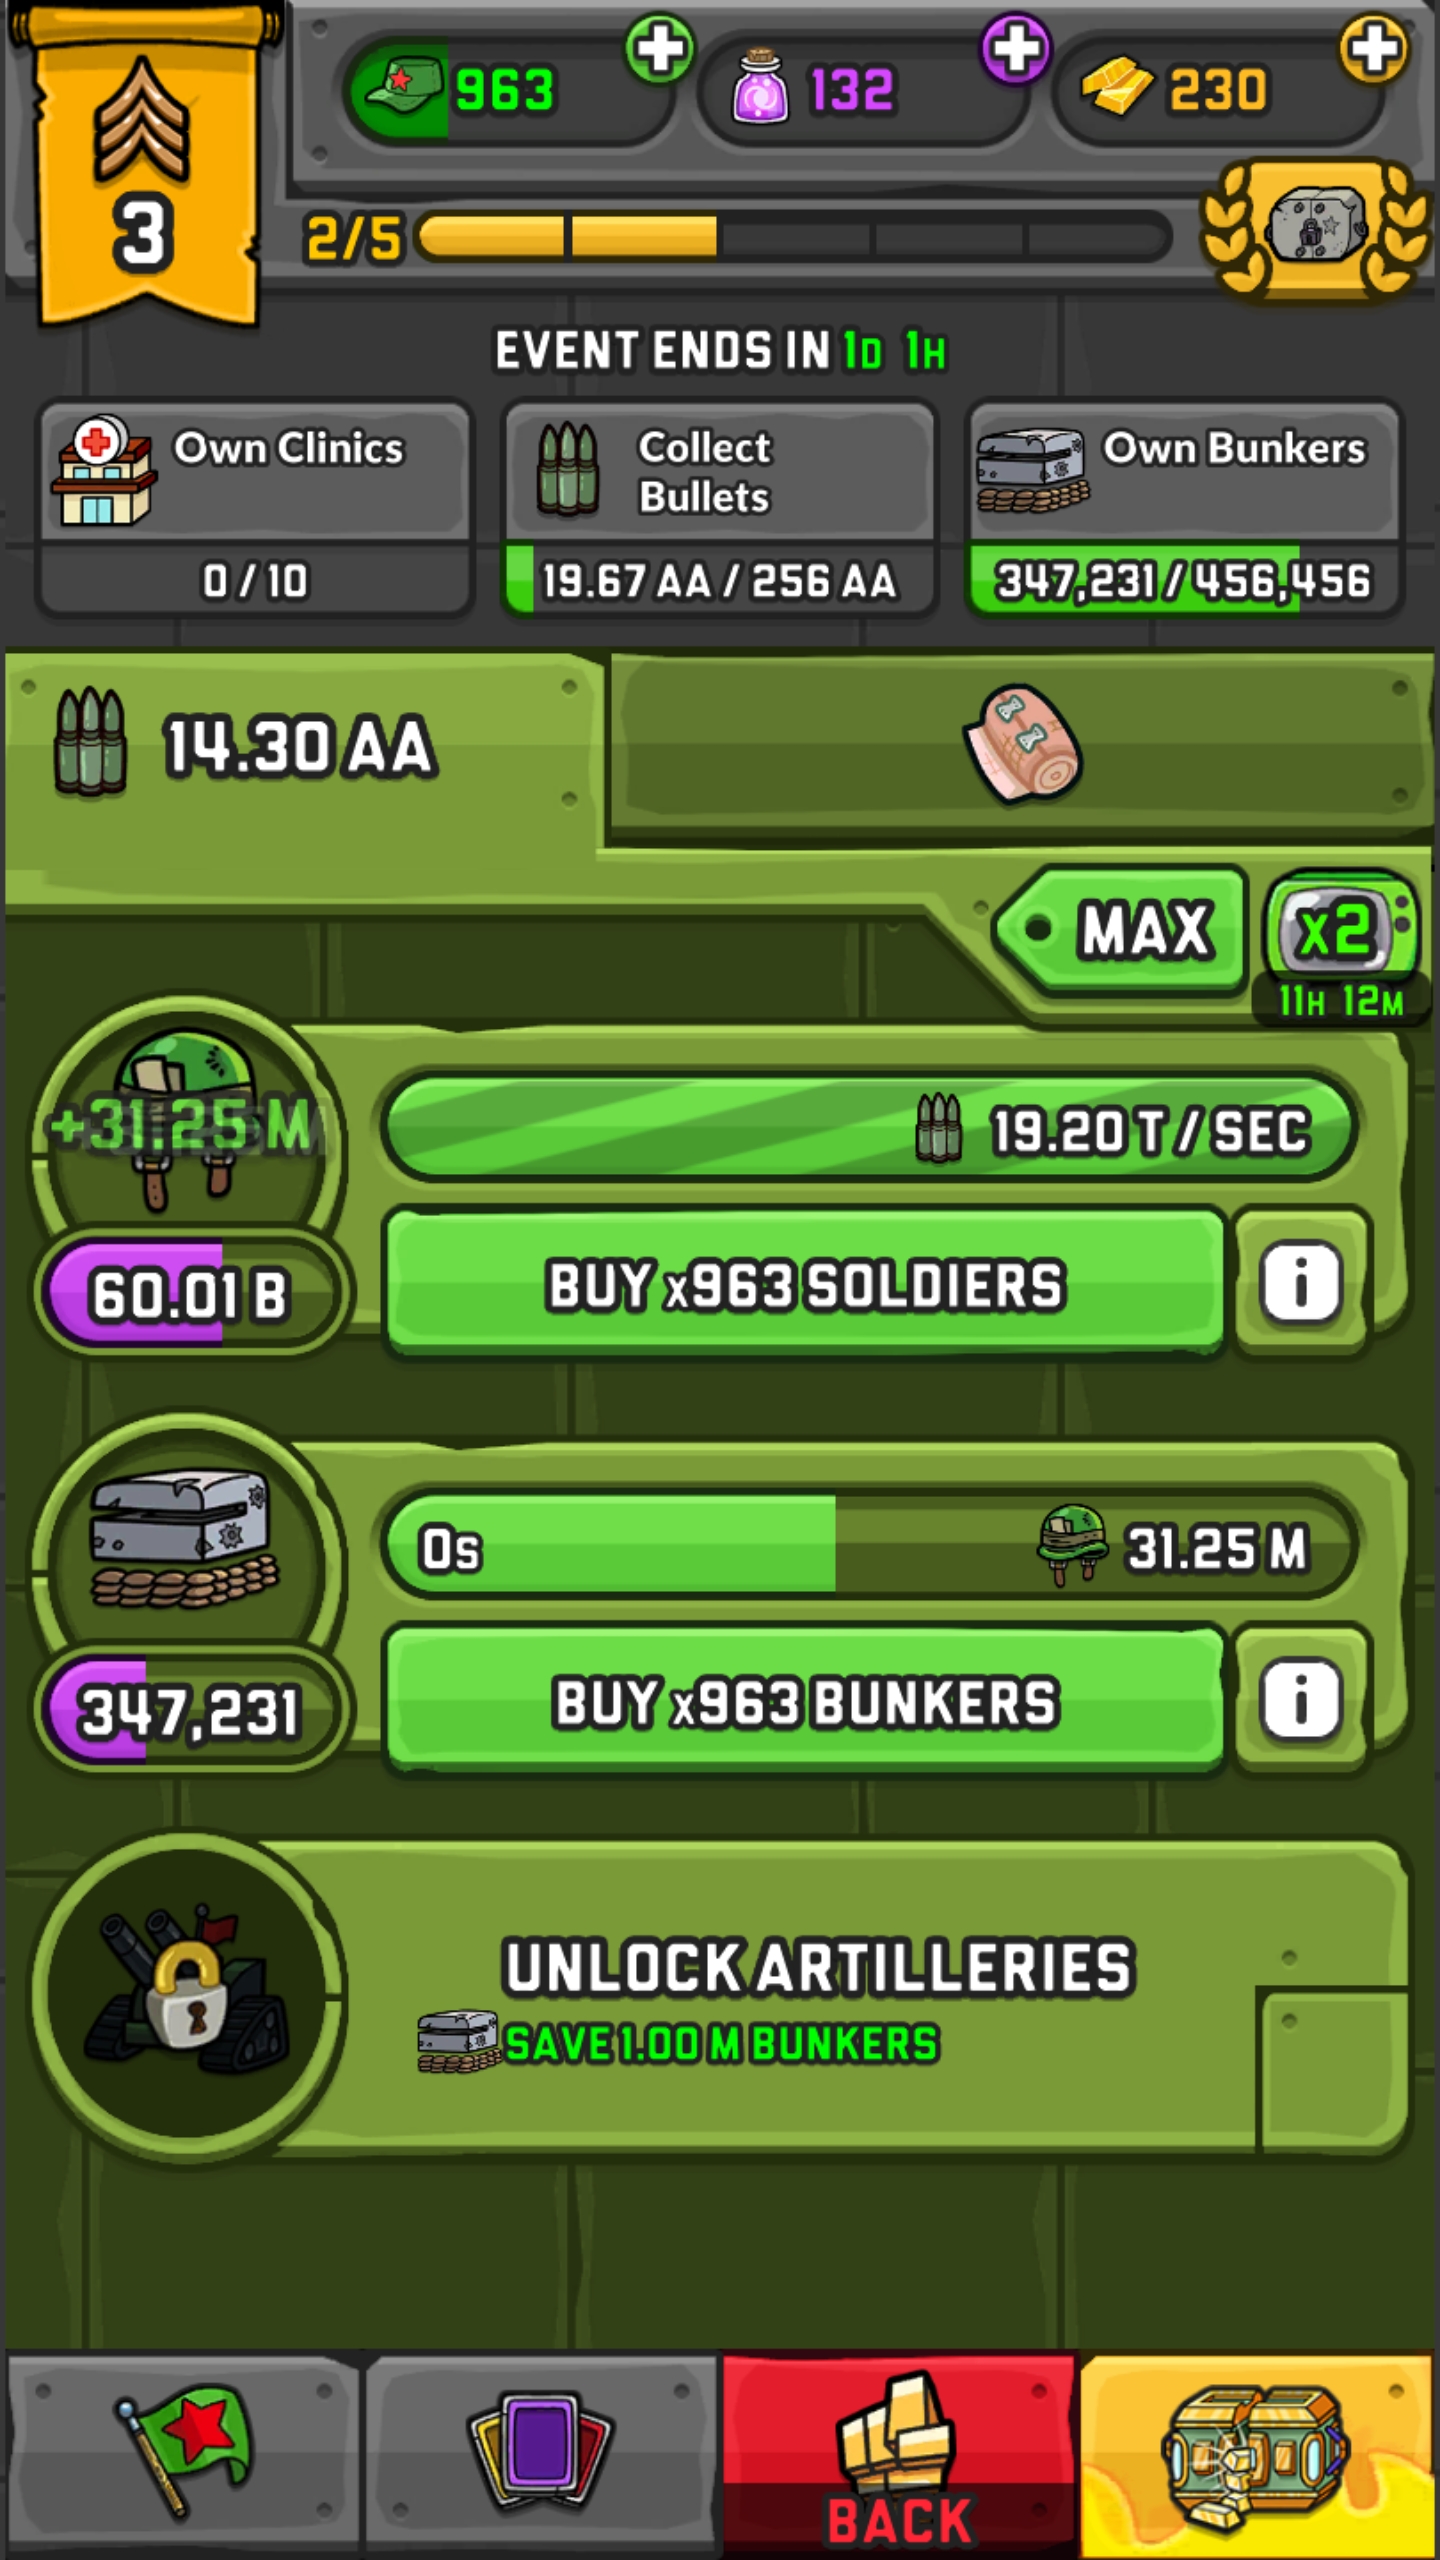 963
132
230
3
2/5
EVENT ENDS IN 1D 1H
Own Clinics
0 / 10
Collect
Bullets
19.67 AA / 256 AA
Own Bunkers
347,231 / 456,456
14.30 AA
MAX
x2
11H 12M
+31.25 M
19.20 T / SEC
60.01 B
BUY x963 SOLDIERS
i
0s
31.25 M
347,231
BUY x963 BUNKERS
i
UNLOCK ARTILLERIES
SAVE 1.00 M BUNKERS
BACK